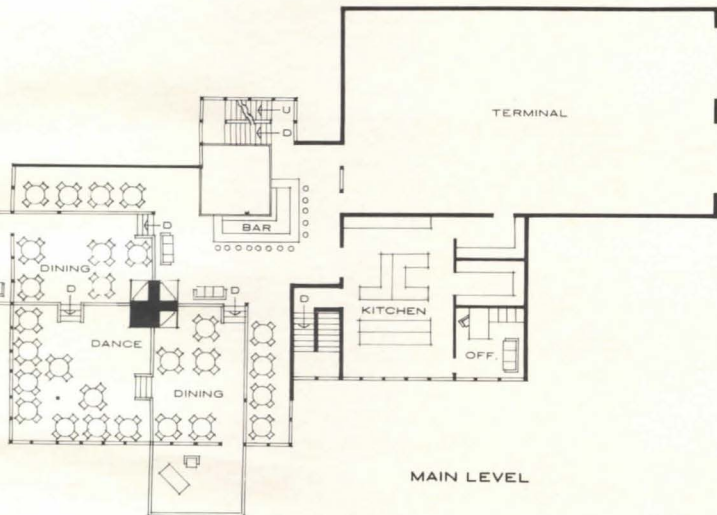 TERMINAL
U
D
BAR
D
DINING
D
D
D
KITCHEN
DANCE
OFF.
DINING
MAIN LEVEL